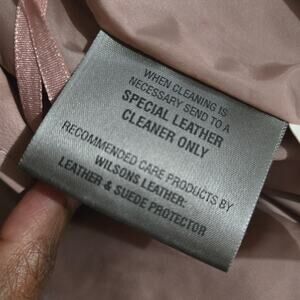 WHEN CLEANING IS
NECESSARY SEND TO A
SPECIAL LEATHER
CLEANER ONLY
RECOMMENDED CARE PRODUCTS BY
WILSONS LEATHER:
LEATHER & SUEDE PROTECTOR